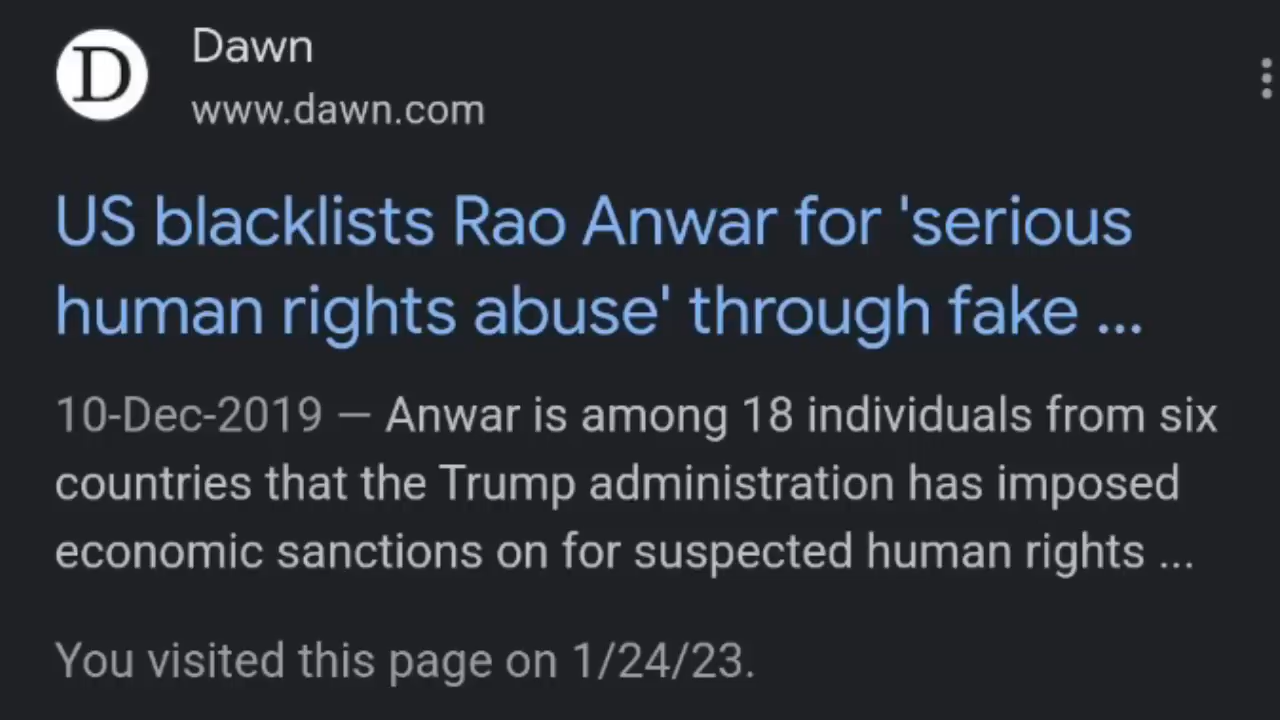 D
Dawn
www.dawn.com
US blacklists Rao Anwar for 'serious
human rights abuse' through fake ...
10-Dec-2019 — Anwar is among 18 individuals from six
countries that the Trump administration has imposed
economic sanctions on for suspected human rights ...
You visited this page on 1/24/23.